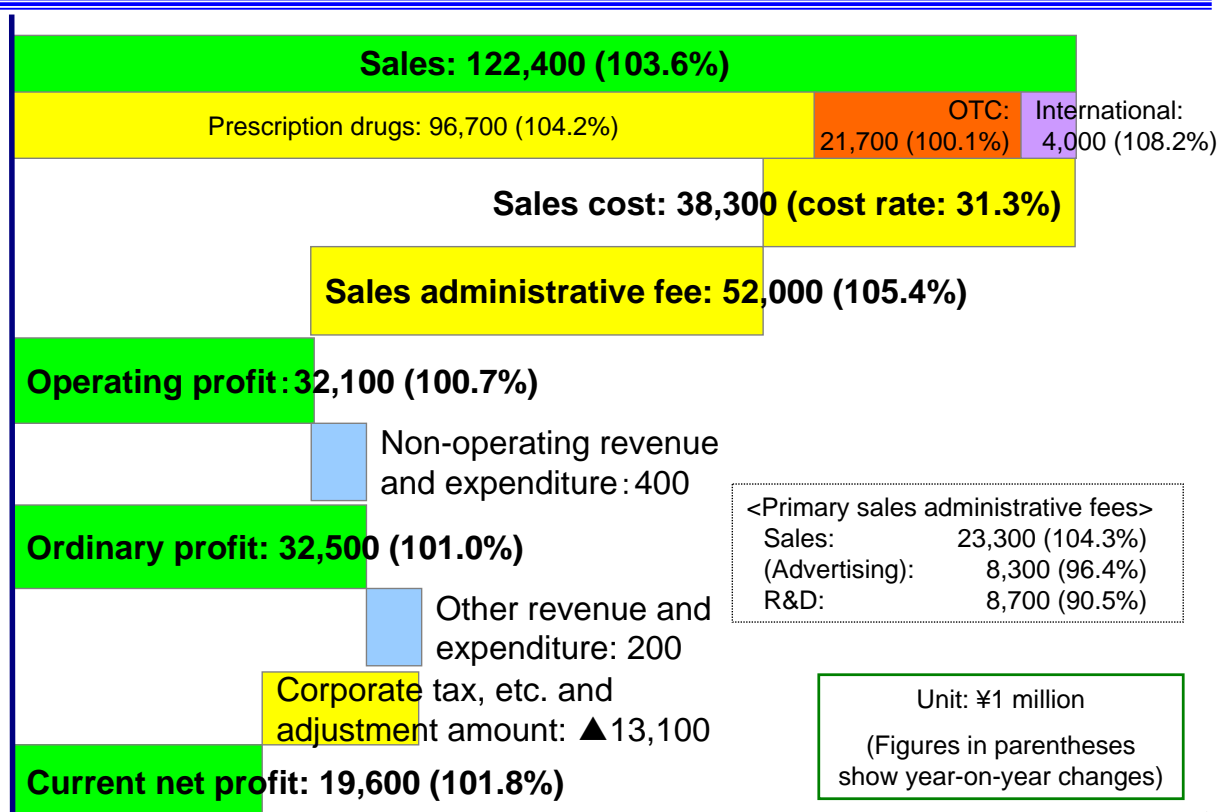 Sales: 122,400 (103.6%)
Prescription drugs: 96,700 (104.2%)
OTC:
21,700 (100.1%)
International:
4,000 (108.2%)
Sales cost: 38,300 (cost rate: 31.3%)
Sales administrative fee: 52,000 (105.4%)
Operating profit：32,100 (100.7%)
Non-operating revenue
and expenditure：400
Ordinary profit: 32,500 (101.0%)
<Primary sales administrative fees>
Sales: 23,300 (104.3%)
(Advertising): 8,300 (96.4%)
R&D: 8,700 (90.5%)
Other revenue and
expenditure: 200
Corporate tax, etc. and
adjustment amount: ▲13,100
Current net profit: 19,600 (101.8%)
Unit: ¥1 million
(Figures in parentheses
show year-on-year changes)